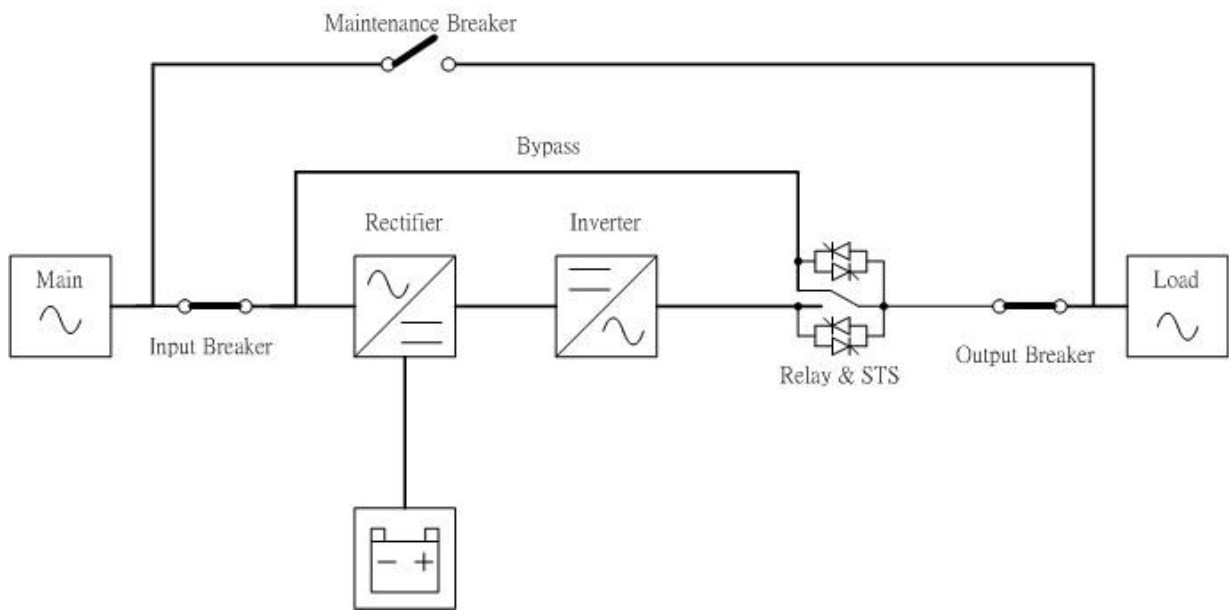 Maintenance Breaker
Bypass
Rectifier
Inverter
Main
Load
Input Breaker
Relay & STS
Output Breaker
− +